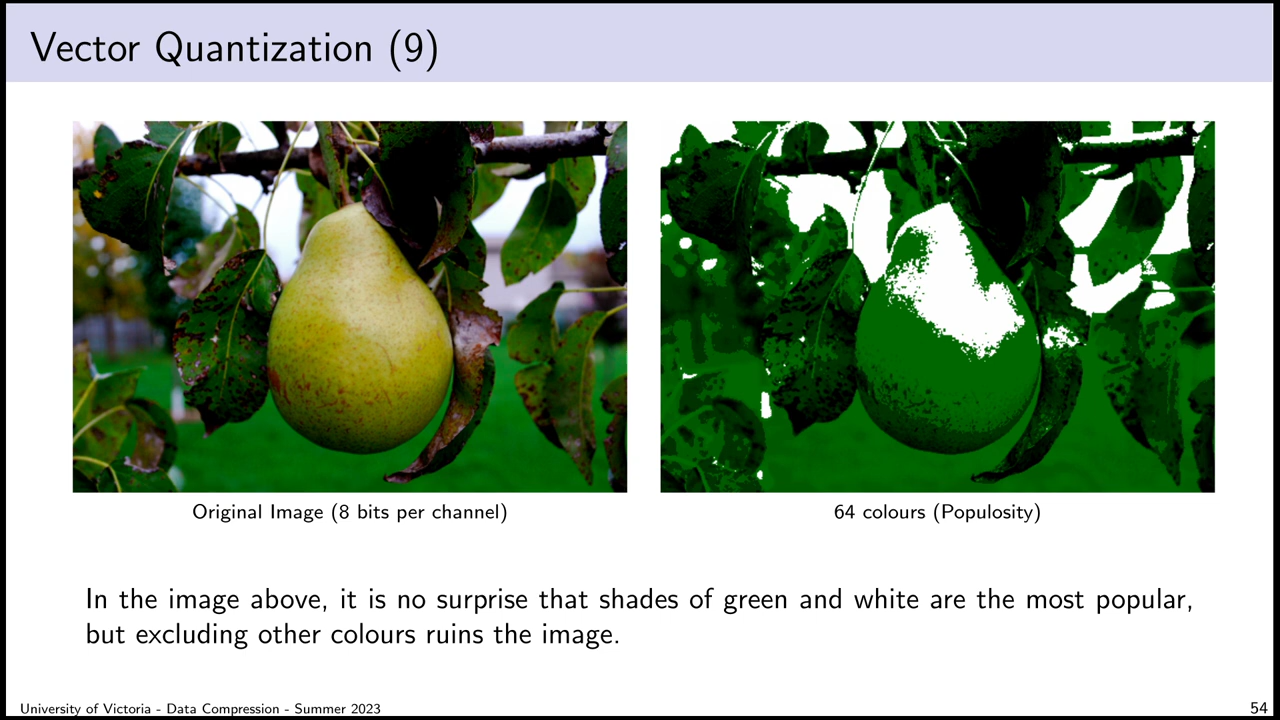 Vector Quantization (9)
Original Image (8 bits per channel)
64 colours (Populosity)
In the image above, it is no surprise that shades of green and white are the most popular,
but excluding other colours ruins the image.
University of Victoria - Data Compression - Summer 2023
54